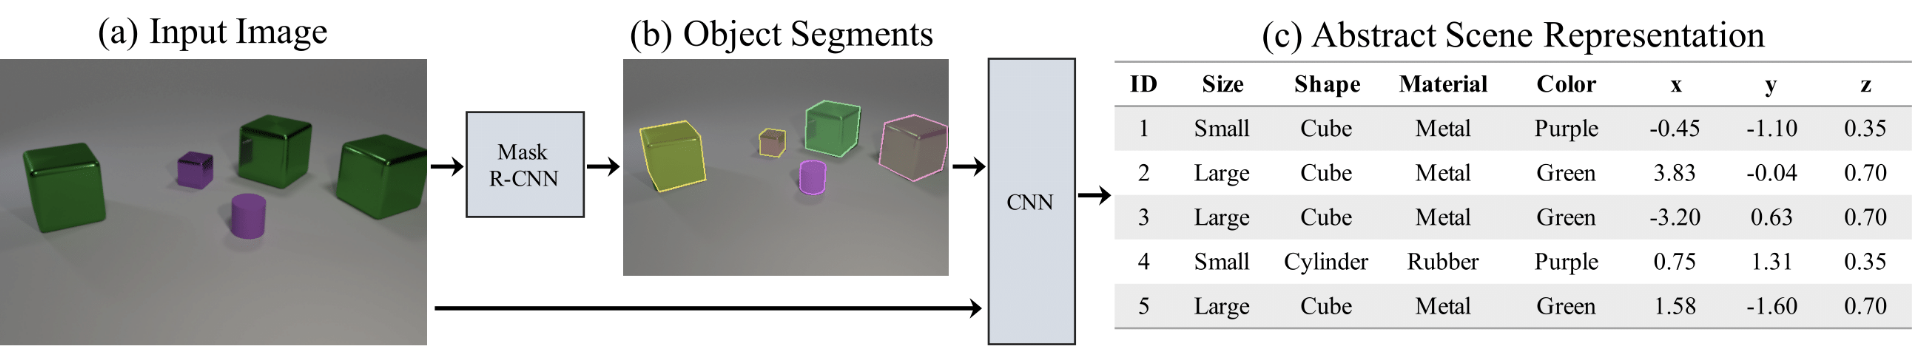 (a) Input Image
(b) Object Segments
(c) Abstract Scene Representation
Mask
R-CNN
CNN
ID Size Shape Material Color x y z
1 Small Cube Metal Purple -0.45 -1.10 0.35
2 Large Cube Metal Green 3.83 -0.04 0.70
3 Large Cube Metal Green -3.20 0.63 0.70
4 Small Cylinder Rubber Purple 0.75 1.31 0.35
5 Large Cube Metal Green 1.58 -1.60 0.70